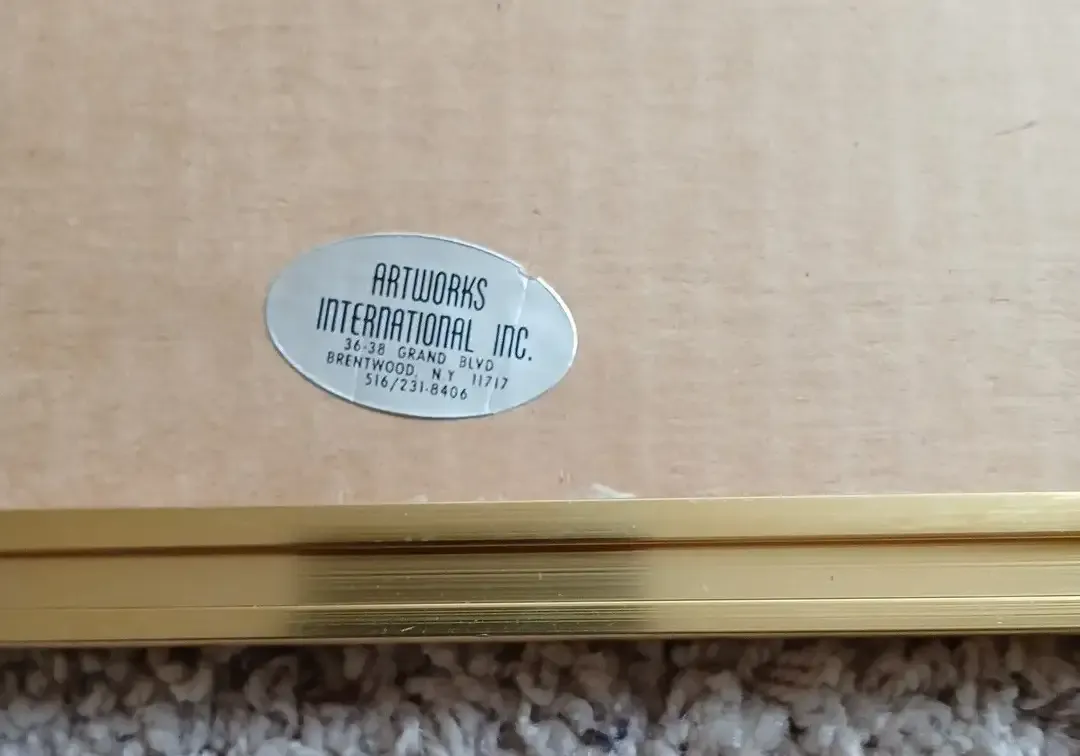 ARTWORKS
INTERNATIONAL INC.
36-38 GRAND BLVD
BRENTWOOD, N.Y 11717
516/231-8406